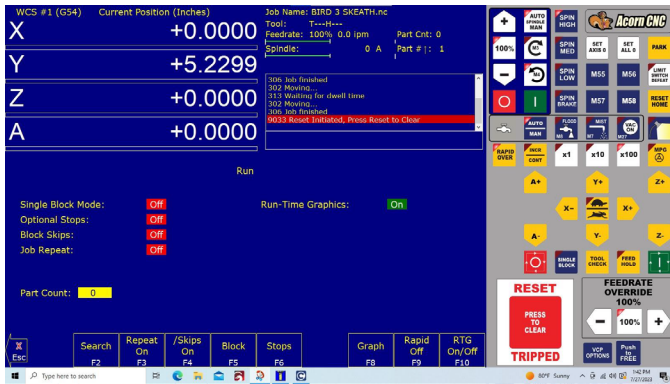 WCS #1 (G54) Current Position (Inches)
X +0.0000
Y +5.2299
Z +0.0000
A +0.0000
Job Name: BIRD 3 SKEATH.nc
Tool: T---H---
Feedrate: 100% 0.0 ipm Part Cnt: 0
Spindle: 0 A Part #↑: 1
306 Job finished
302 Moving...
313 Waiting for dwell time
302 Moving...
306 Job finished
9033 Reset Initiated, Press Reset to Clear
Run
Single Block Mode: Off
Optional Stops: Off
Block Skips: Off
Job Repeat: Off
Run-Time Graphics: On
Part Count: 0
X
Esc
Search
F2
Repeat
On
F3
/Skips
On
F4
Block
F5
Stops
F6
Graph
F8
Rapid
Off
F9
RTG
On/Off
F10
+
AUTO
SPINDLE
MAN
SPIN
HIGH
Acorn CNC
100%
M3
SPIN
MED
SET
AXIS 0
SET
ALL 0
PARK
-
M4
SPIN
LOW
M55
M56
LIMIT
SWITCH
DEFEAT
SPIN
BRAKE
M57
M58
RESET
HOME
AUTO
MAN
FLOOD
M8
MIST
M7
VAC
ON
M37
RAPID
OVER
INCR
CONT
x1
x10
x100
MPG
A+
Y+
Z+
X-
X+
A-
Y-
Z-
SINGLE
BLOCK
TOOL
CHECK
FEED
HOLD
RESET
PRESS
TO
CLEAR
TRIPPED
FEEDRATE
OVERRIDE
100%
-
100%
+
VCP
OPTIONS
Push
to
FREE
Type here to search
80°F Sunny
1:42 PM
7/27/2023